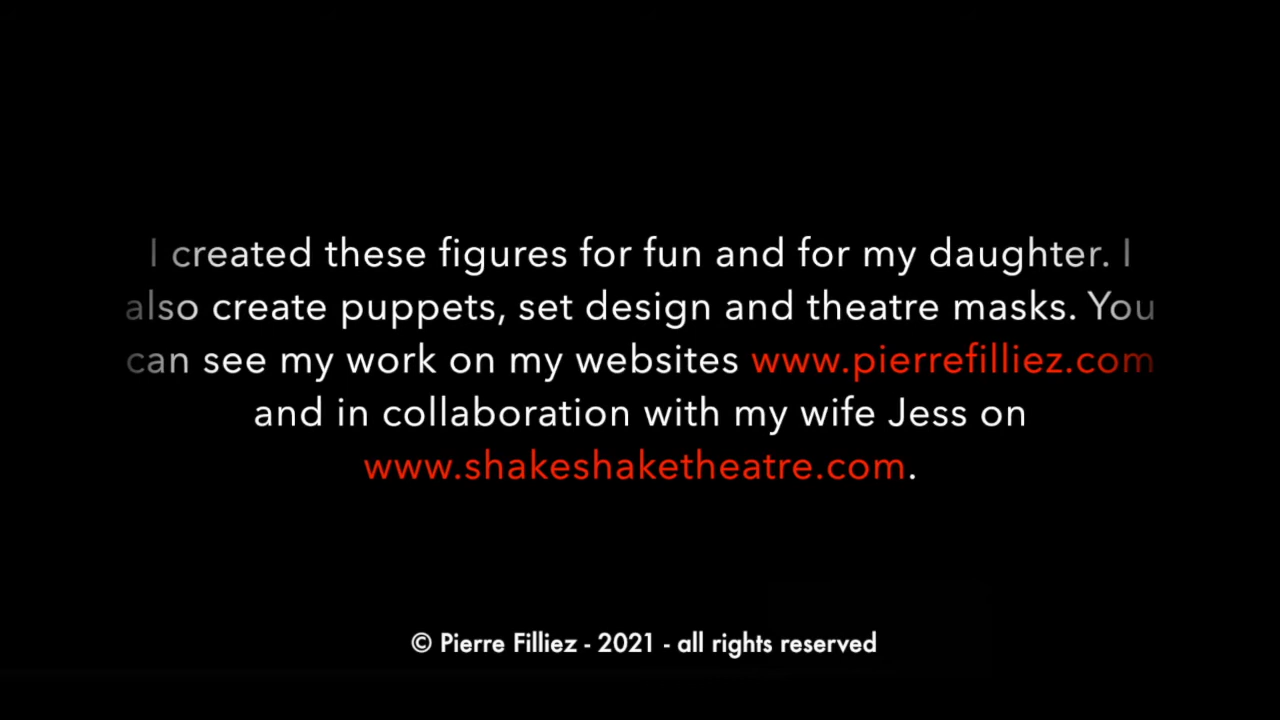 I created these figures for fun and for my daughter. I
also create puppets, set design and theatre masks. You
can see my work on my websites www.pierrefilliez.com
and in collaboration with my wife Jess on
www.shakeshaketheatre.com.
© Pierre Filliez - 2021 - all rights reserved